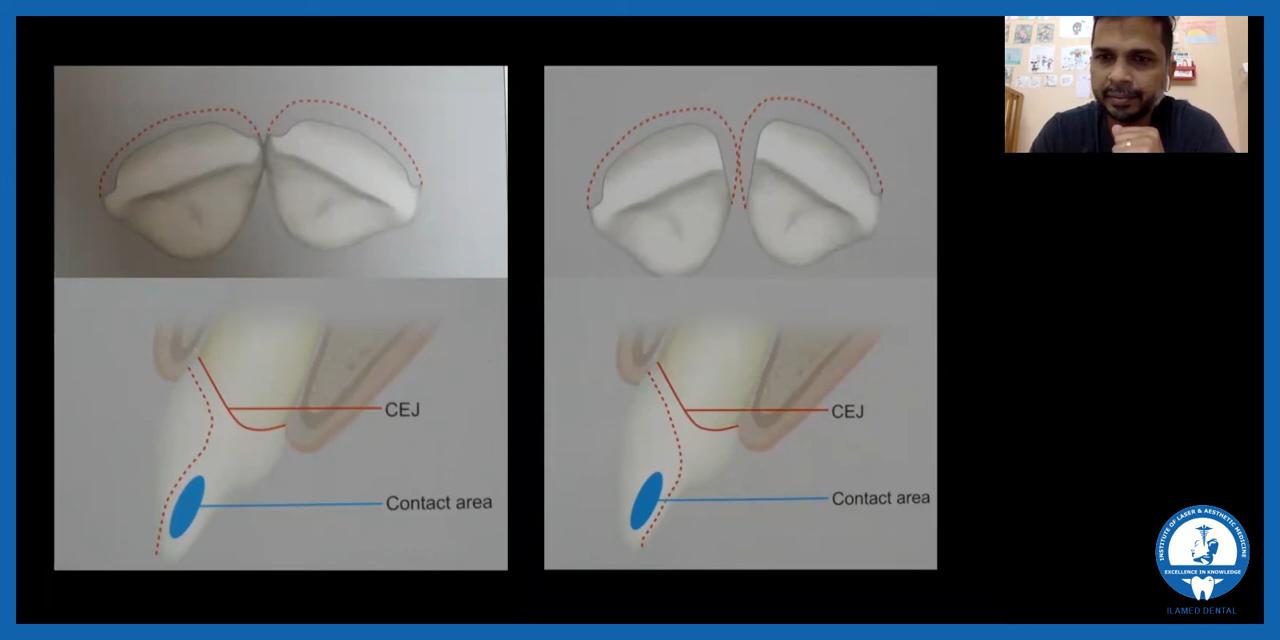 CEJ
Contact area
CEJ
Contact area
INSTITUTE OF LASER & AESTHETIC MEDICINE
EXCELLENCE IN KNOWLEDGE
ILAMED DENTAL